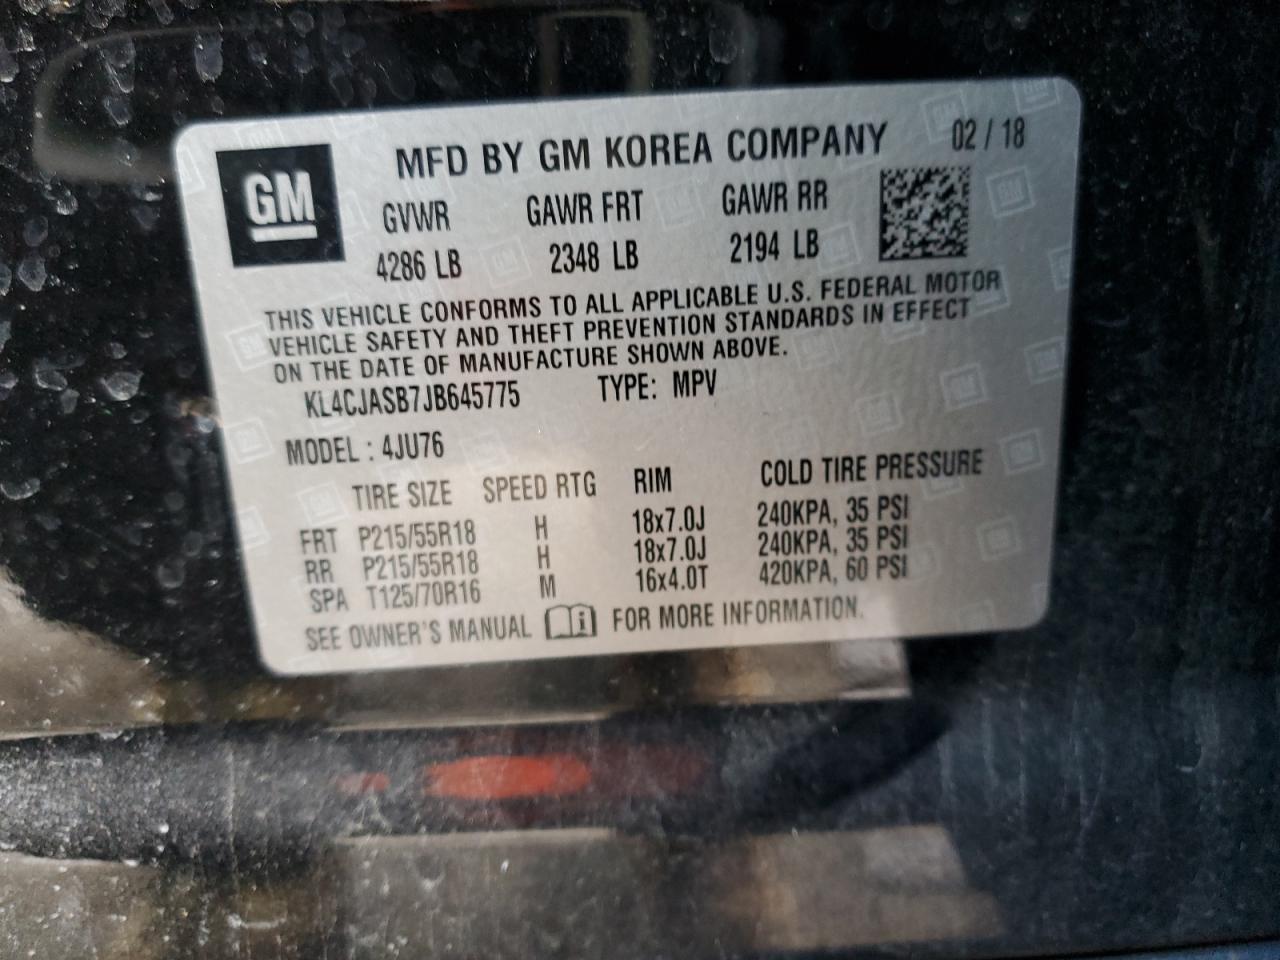 GM
MFD BY GM KOREA COMPANY 02 / 18
GVWR GAWR FRT GAWR RR
4286 LB 2348 LB 2194 LB
THIS VEHICLE CONFORMS TO ALL APPLICABLE U.S. FEDERAL MOTOR
VEHICLE SAFETY AND THEFT PREVENTION STANDARDS IN EFFECT
ON THE DATE OF MANUFACTURE SHOWN ABOVE.
KL4CJASB7JB645775 TYPE: MPV
MODEL : 4JU76
TIRE SIZE SPEED RTG RIM COLD TIRE PRESSURE
FRT P215/55R18 H 18x7.0J 240KPA, 35 PSI
RR P215/55R18 H 18x7.0J 240KPA, 35 PSI
SPA T125/70R16 M 16x4.0T 420KPA, 60 PSI
SEE OWNER'S MANUAL i FOR MORE INFORMATION.